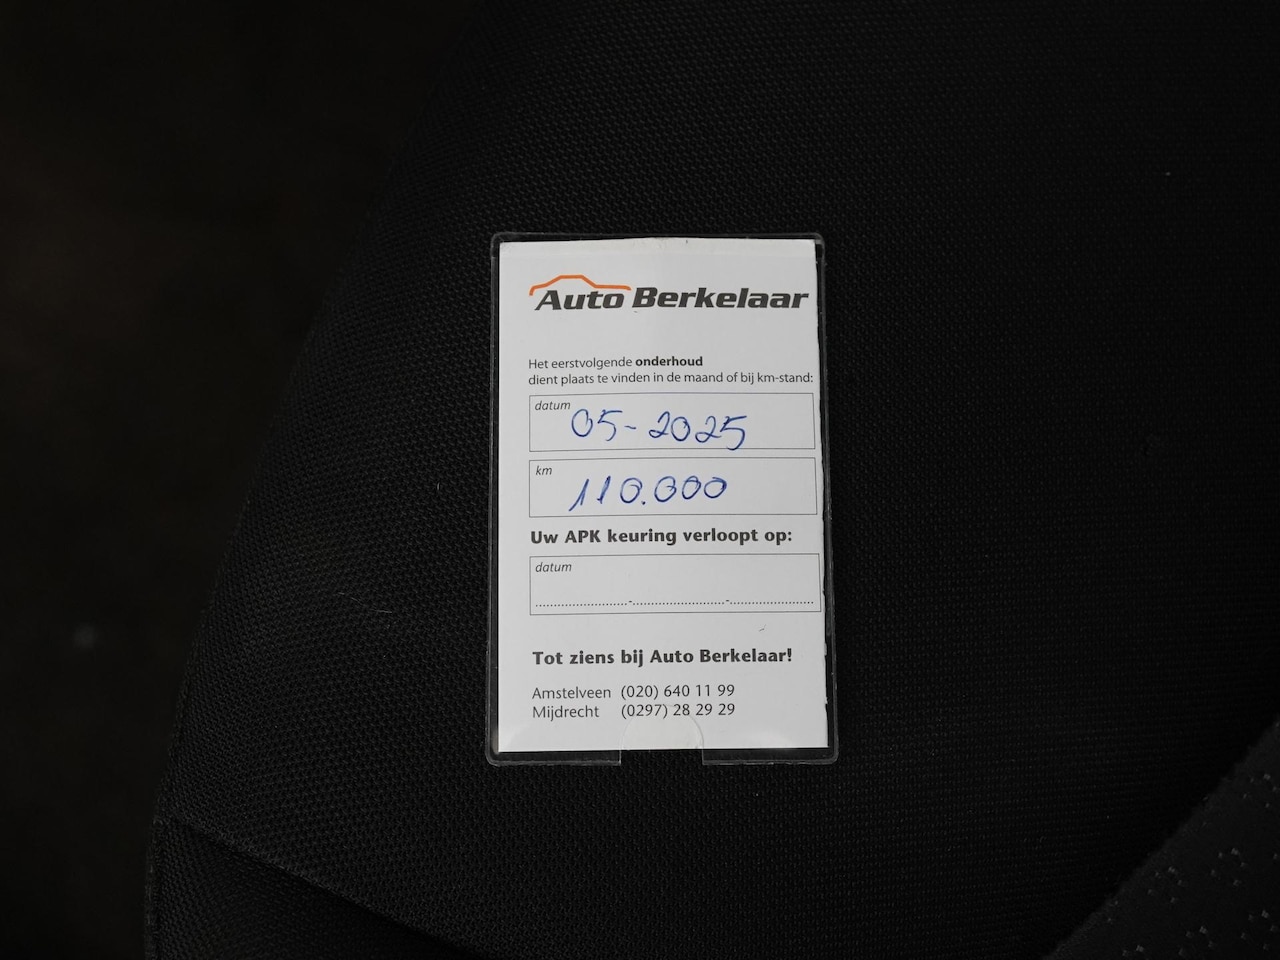 Auto Berkelaar
Het eerstvolgende onderhoud
dient plaats te vinden in de maand of bij km-stand:
datum
05-2025
km
110.000
Uw APK keuring verloopt op:
datum
Tot ziens bij Auto Berkelaar!
Amstelveen (020) 640 11 99
Mijdrecht (0297) 28 29 29